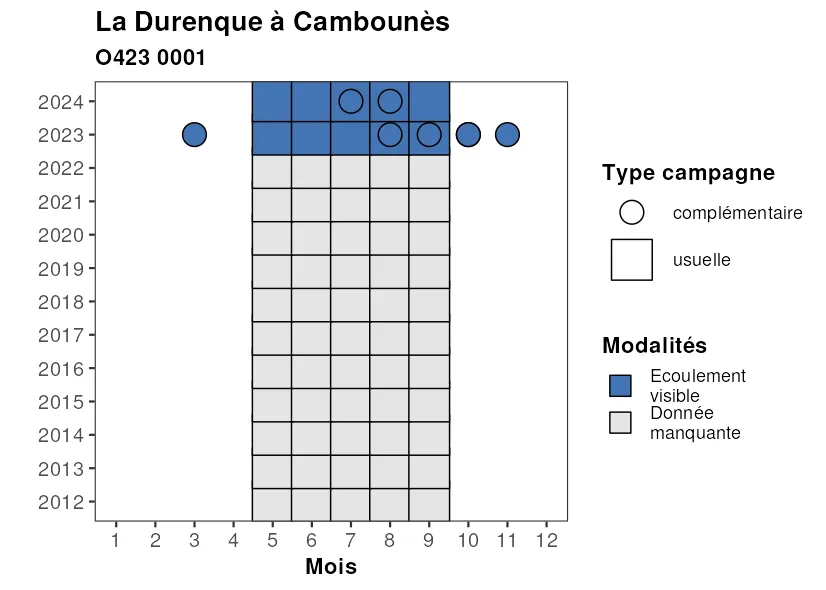 La Durenque à Cambounès
O423 0001
2024
2023
2022
2021
2020
2019
2018
2017
2016
2015
2014
2013
2012
1 2 3 4 5 6 7 8 9 10 11 12
Mois
Type campagne
complémentaire
usuelle
Modalités
Ecoulement
visible
Donnée
manquante